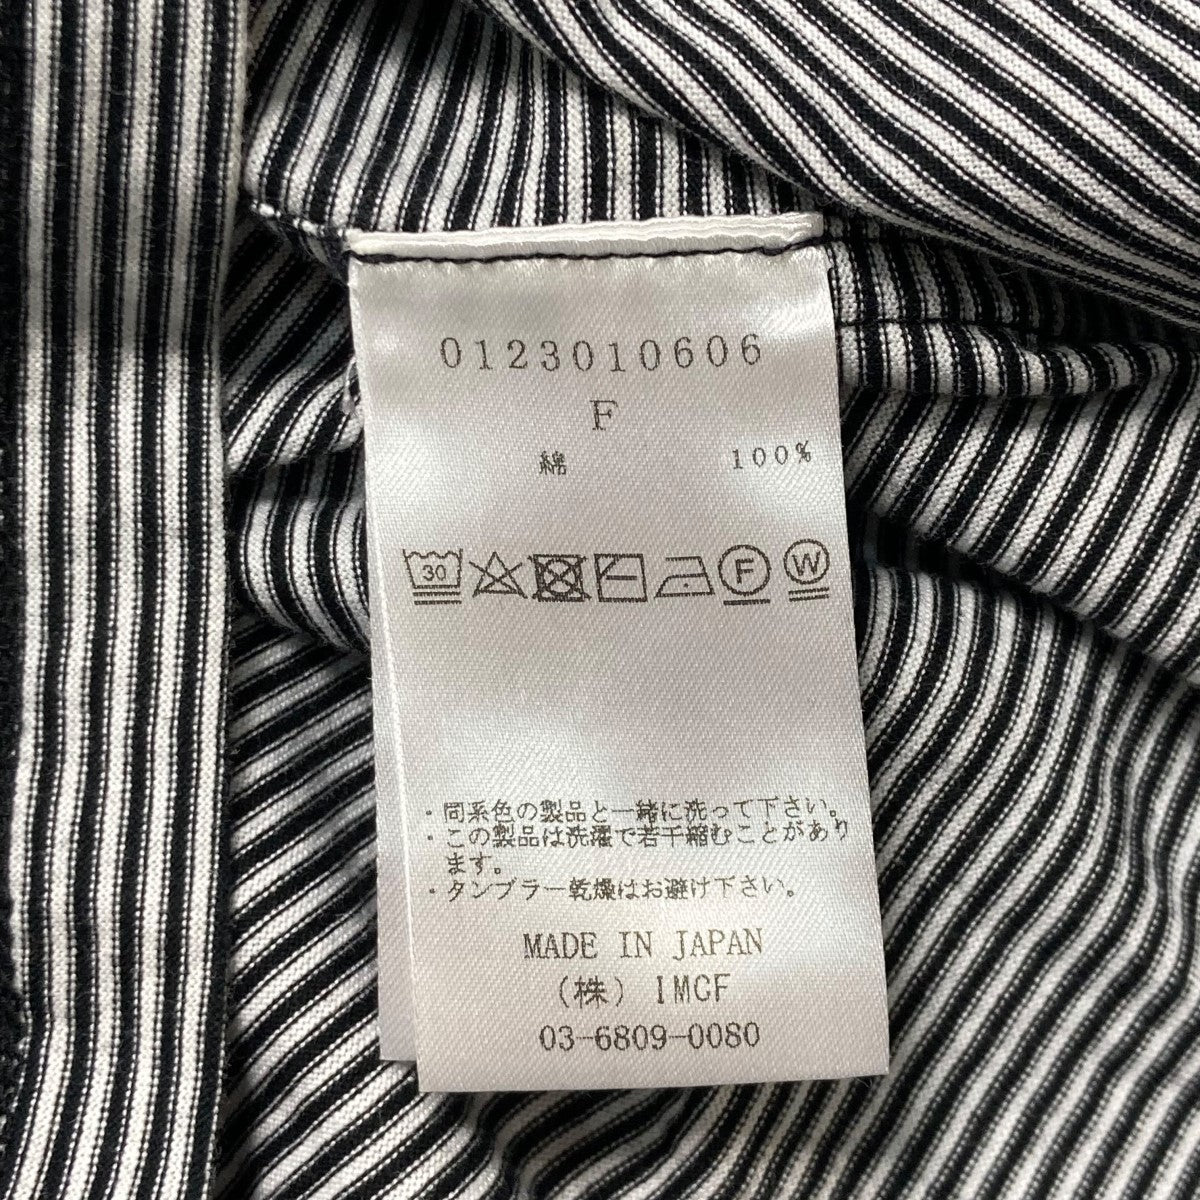 0123010606
F
綿 100%
30 F W
・同系色の製品と一緒に洗って下さい。
・この製品は洗濯で若干縮むことがあり
ます。
・タンブラー乾燥はお避け下さい。
MADE IN JAPAN
(株) IMCF
03-6809-0080